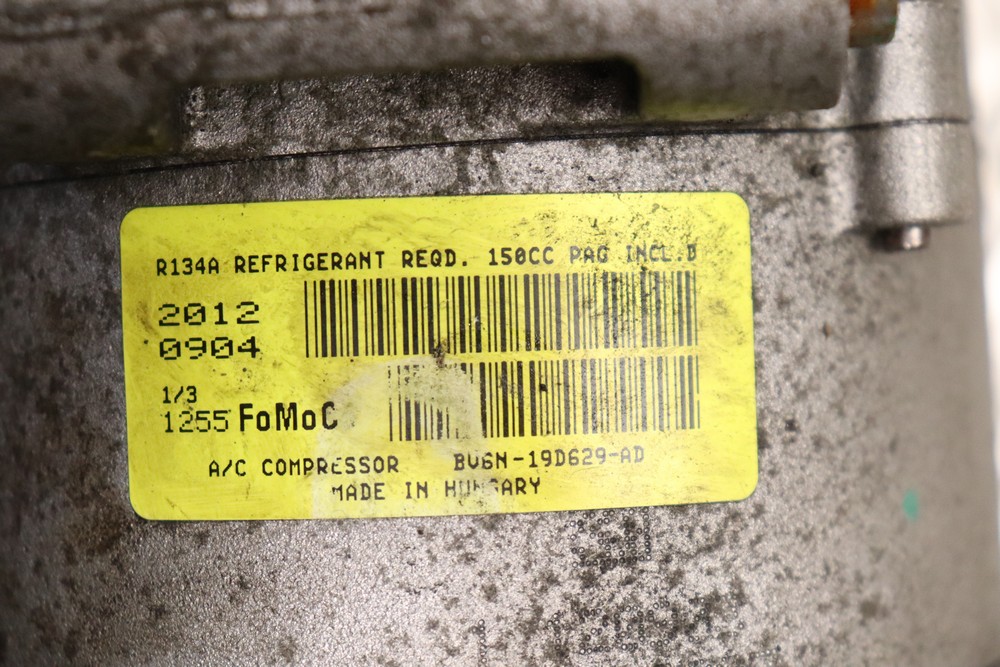 R134A REFRIGERANT REQD. 150CC PAG INCL.D
2012
0904
1/3
1255 FoMoC
A/C COMPRESSOR BV6N-19D629-AD
MADE IN HUNGARY